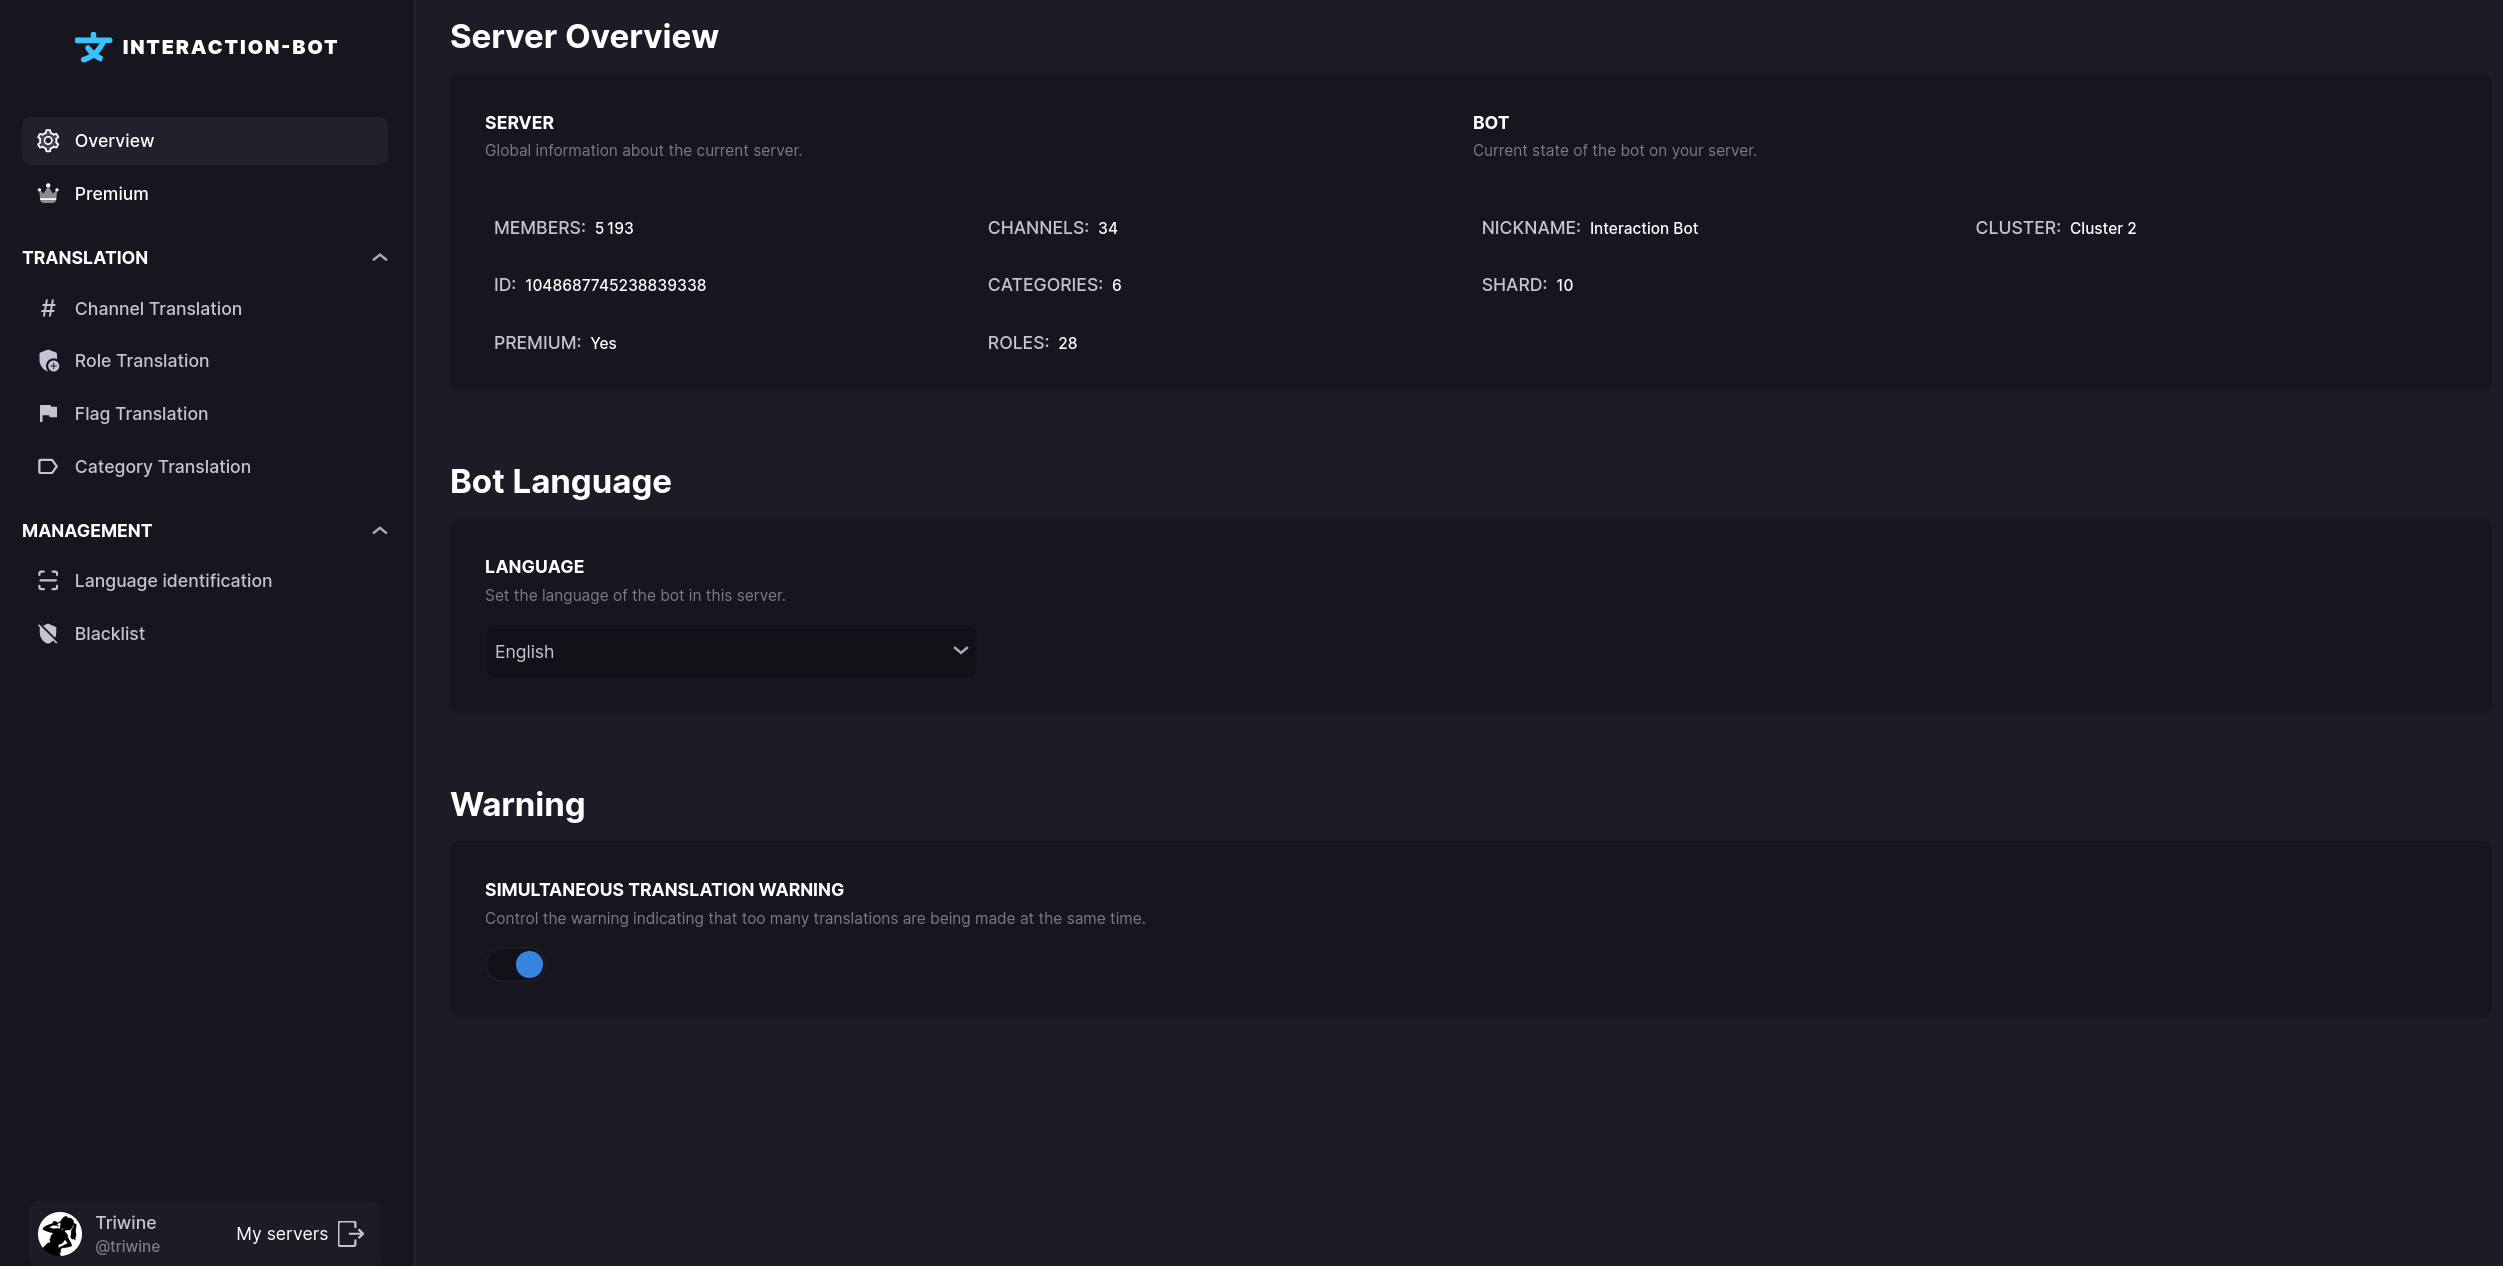 INTERACTION-BOT
Overview
Premium
TRANSLATION
Channel Translation
Role Translation
Flag Translation
Category Translation
MANAGEMENT
Language identification
Blacklist
Triwine
@triwine
My servers
Server Overview
SERVER
Global information about the current server.
MEMBERS: 5 193
CHANNELS: 34
ID: 1048687745238839338
CATEGORIES: 6
PREMIUM: Yes
ROLES: 28
BOT
Current state of the bot on your server.
NICKNAME: Interaction Bot
CLUSTER: Cluster 2
SHARD: 10
Bot Language
LANGUAGE
Set the language of the bot in this server.
English
Warning
SIMULTANEOUS TRANSLATION WARNING
Control the warning indicating that too many translations are being made at the same time.